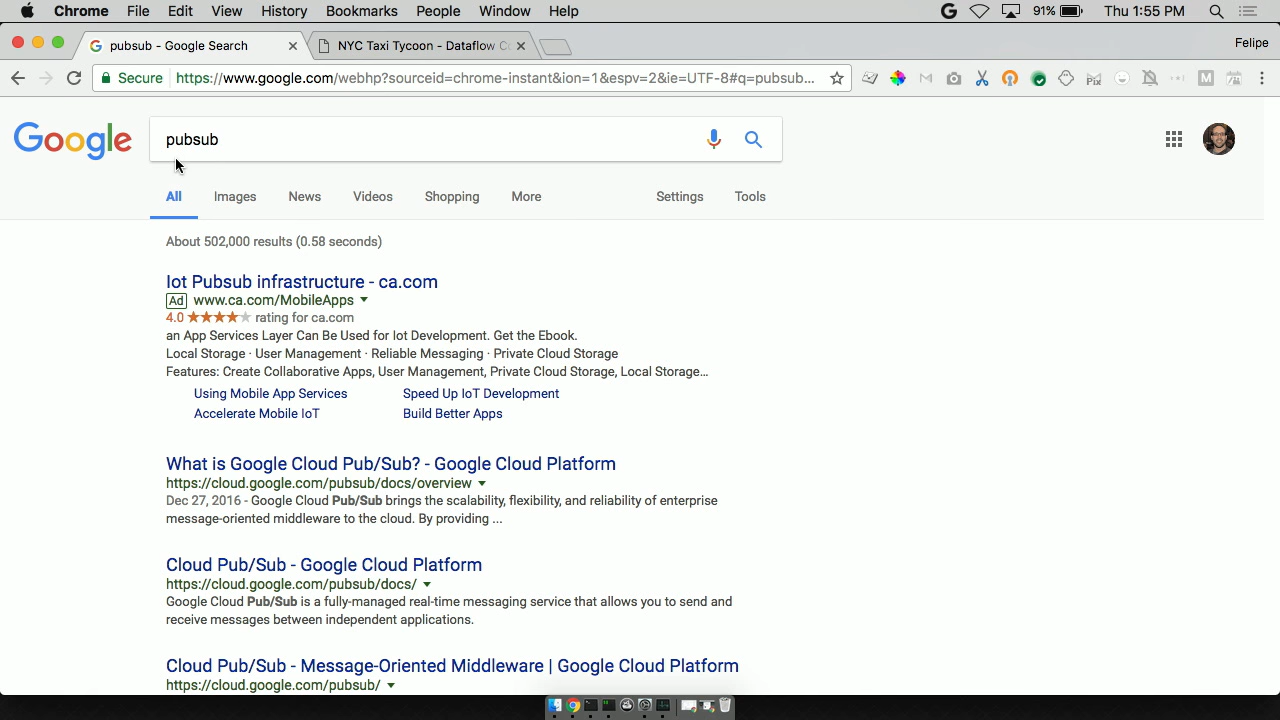 Chrome File Edit View History Bookmarks People Window Help 91% Thu 1:55 PM
pubsub - Google Search NYC Taxi Tycoon - Dataflow Felipe
Secure https://www.google.com/webhp?sourceid=chrome-instant&ion=1&espv=2&ie=UTF-8#q=pubsub... Pix M
Google pubsub
All Images News Videos Shopping More Settings Tools
About 502,000 results (0.58 seconds)
Iot Pubsub infrastructure - ca.com
Ad www.ca.com/MobileApps
4.0 rating for ca.com
an App Services Layer Can Be Used for Iot Development. Get the Ebook.
Local Storage · User Management · Reliable Messaging · Private Cloud Storage
Features: Create Collaborative Apps, User Management, Private Cloud Storage, Local Storage...
Using Mobile App Services Speed Up IoT Development
Accelerate Mobile IoT Build Better Apps
What is Google Cloud Pub/Sub? - Google Cloud Platform
https://cloud.google.com/pubsub/docs/overview
Dec 27, 2016 - Google Cloud Pub/Sub brings the scalability, flexibility, and reliability of enterprise
message-oriented middleware to the cloud. By providing ...
Cloud Pub/Sub - Google Cloud Platform
https://cloud.google.com/pubsub/docs/
Google Cloud Pub/Sub is a fully-managed real-time messaging service that allows you to send and
receive messages between independent applications.
Cloud Pub/Sub - Message-Oriented Middleware | Google Cloud Platform
https://cloud.google.com/pubsub/